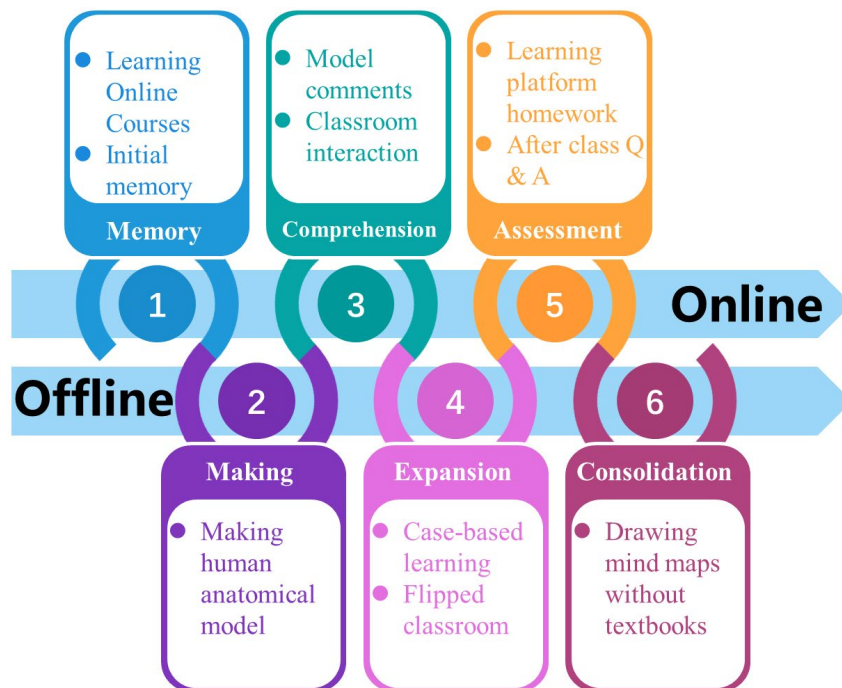 Learning
Online
Courses
Initial
memory
Memory
Model
comments
Classroom
interaction
Comprehension
Learning
platform
homework
After class Q
& A
Assessment
1
3
5
Online
Offline
2
4
6
Making
Making
human
anatomical
model
Expansion
Case-based
learning
Flipped
classroom
Consolidation
Drawing
mind maps
without
textbooks